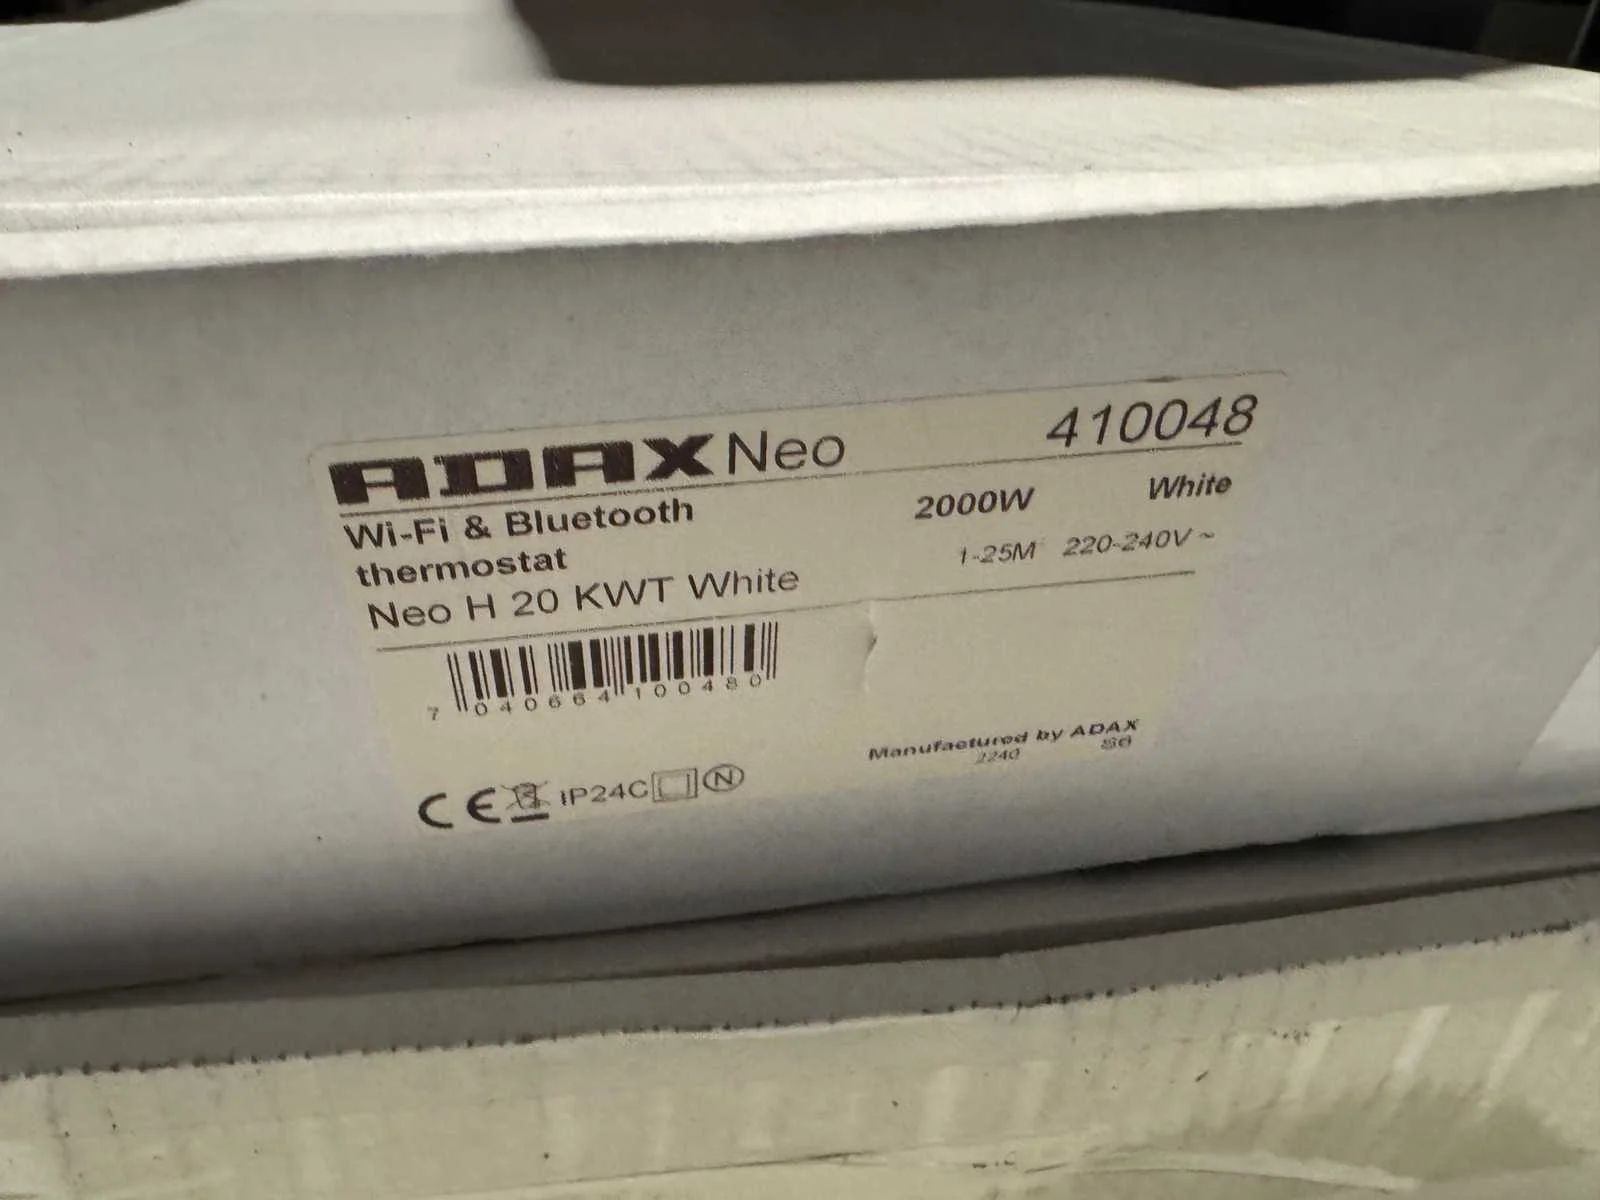 ADAX Neo 410048
Wi-Fi & Bluetooth thermostat
2000W White
1-25M 220-240V ~
Neo H 20 KWT White
7 040664 100480
Manufactured by ADAX
2240 S6
CE IP24C N